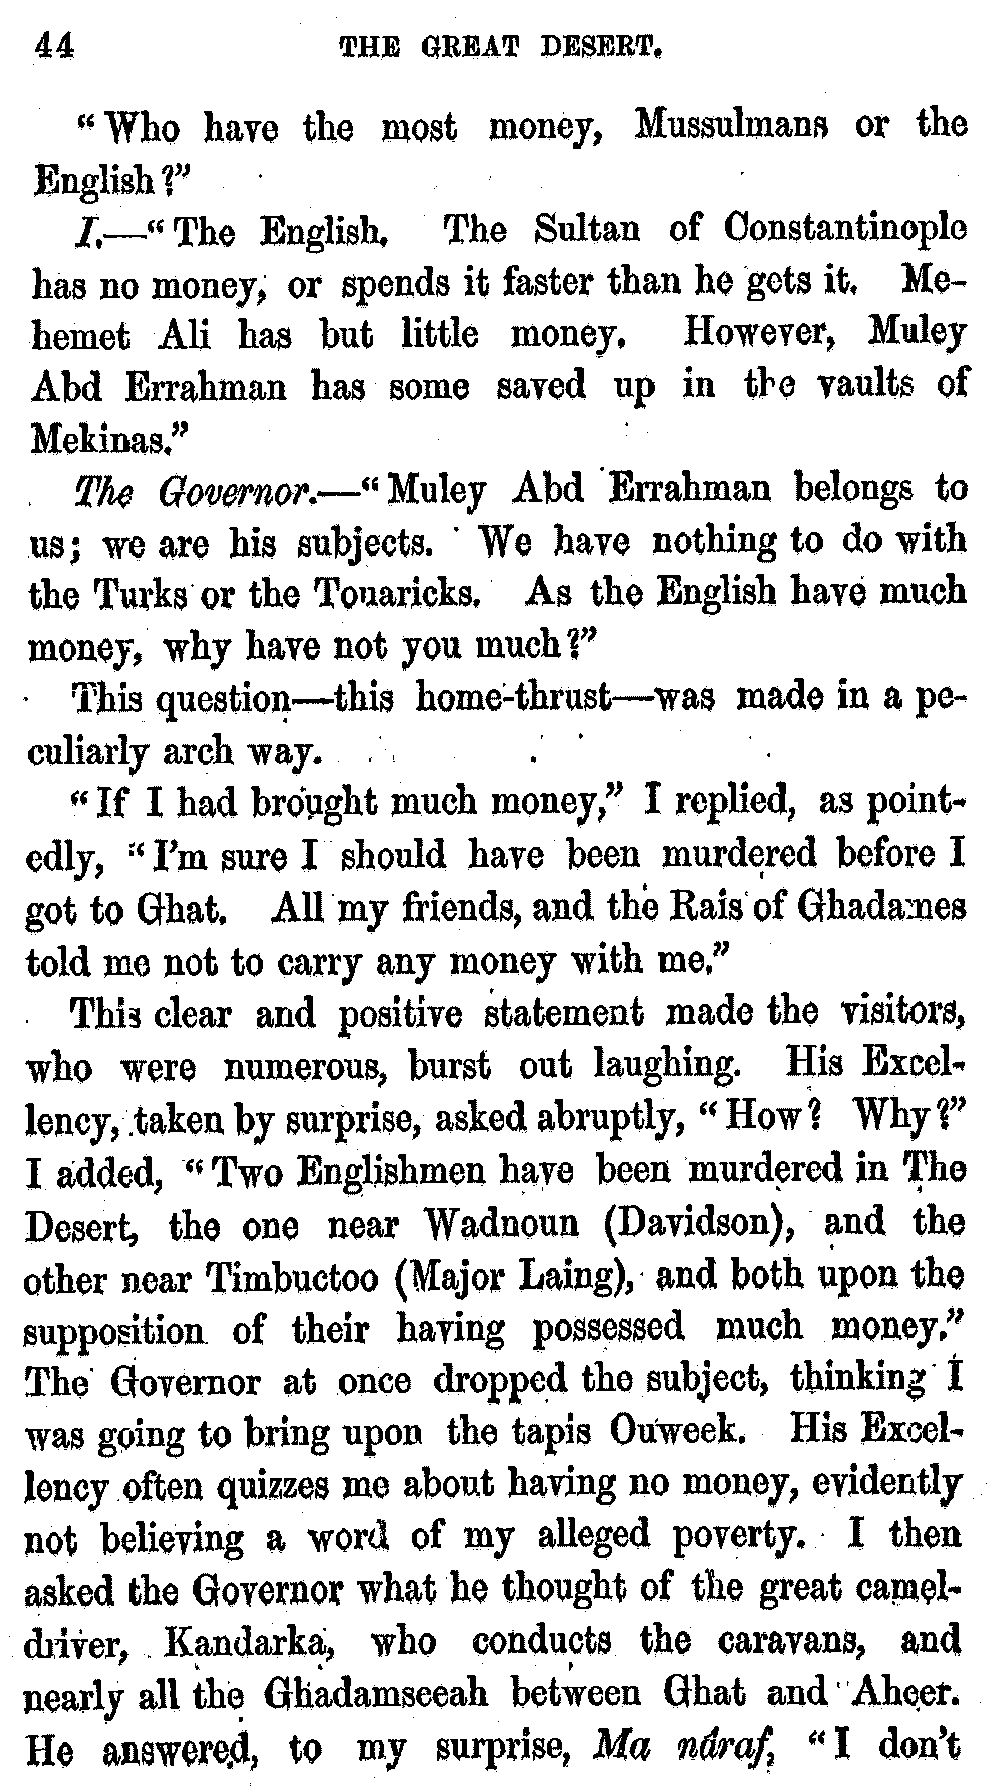 44 THE GREAT DESERT.
“Who have the most money, Mussulmans or the
English?”
I.—“The English. The Sultan of Constantinople
has no money, or spends it faster than he gets it. Me-
hemet Ali has but little money. However, Muley
Abd Errahman has some saved up in the vaults of
Mekinas.”
The Governor.—“Muley Abd Errahman belongs to
us; we are his subjects. We have nothing to do with
the Turks or the Touaricks. As the English have much
money, why have not you much?”
This question—this home-thrust—was made in a pe-
culiarly arch way.
“If I had brought much money,” I replied, as point-
edly, “I’m sure I should have been murdered before I
got to Ghat. All my friends, and the Rais of Ghadames
told me not to carry any money with me.”
This clear and positive statement made the visitors,
who were numerous, burst out laughing. His Excel-
lency, taken by surprise, asked abruptly, “How? Why?”
I added, “Two Englishmen have been murdered in The
Desert, the one near Wadnoun (Davidson), and the
other near Timbuctoo (Major Laing), and both upon the
supposition of their having possessed much money.”
The Governor at once dropped the subject, thinking I
was going to bring upon the tapis Ouweek. His Excel-
lency often quizzes me about having no money, evidently
not believing a word of my alleged poverty. I then
asked the Governor what he thought of the great camel-
driver, Kandarka, who conducts the caravans, and
nearly all the Ghadamseeah between Ghat and Aheer.
He answered, to my surprise, Ma náraf, “I don’t